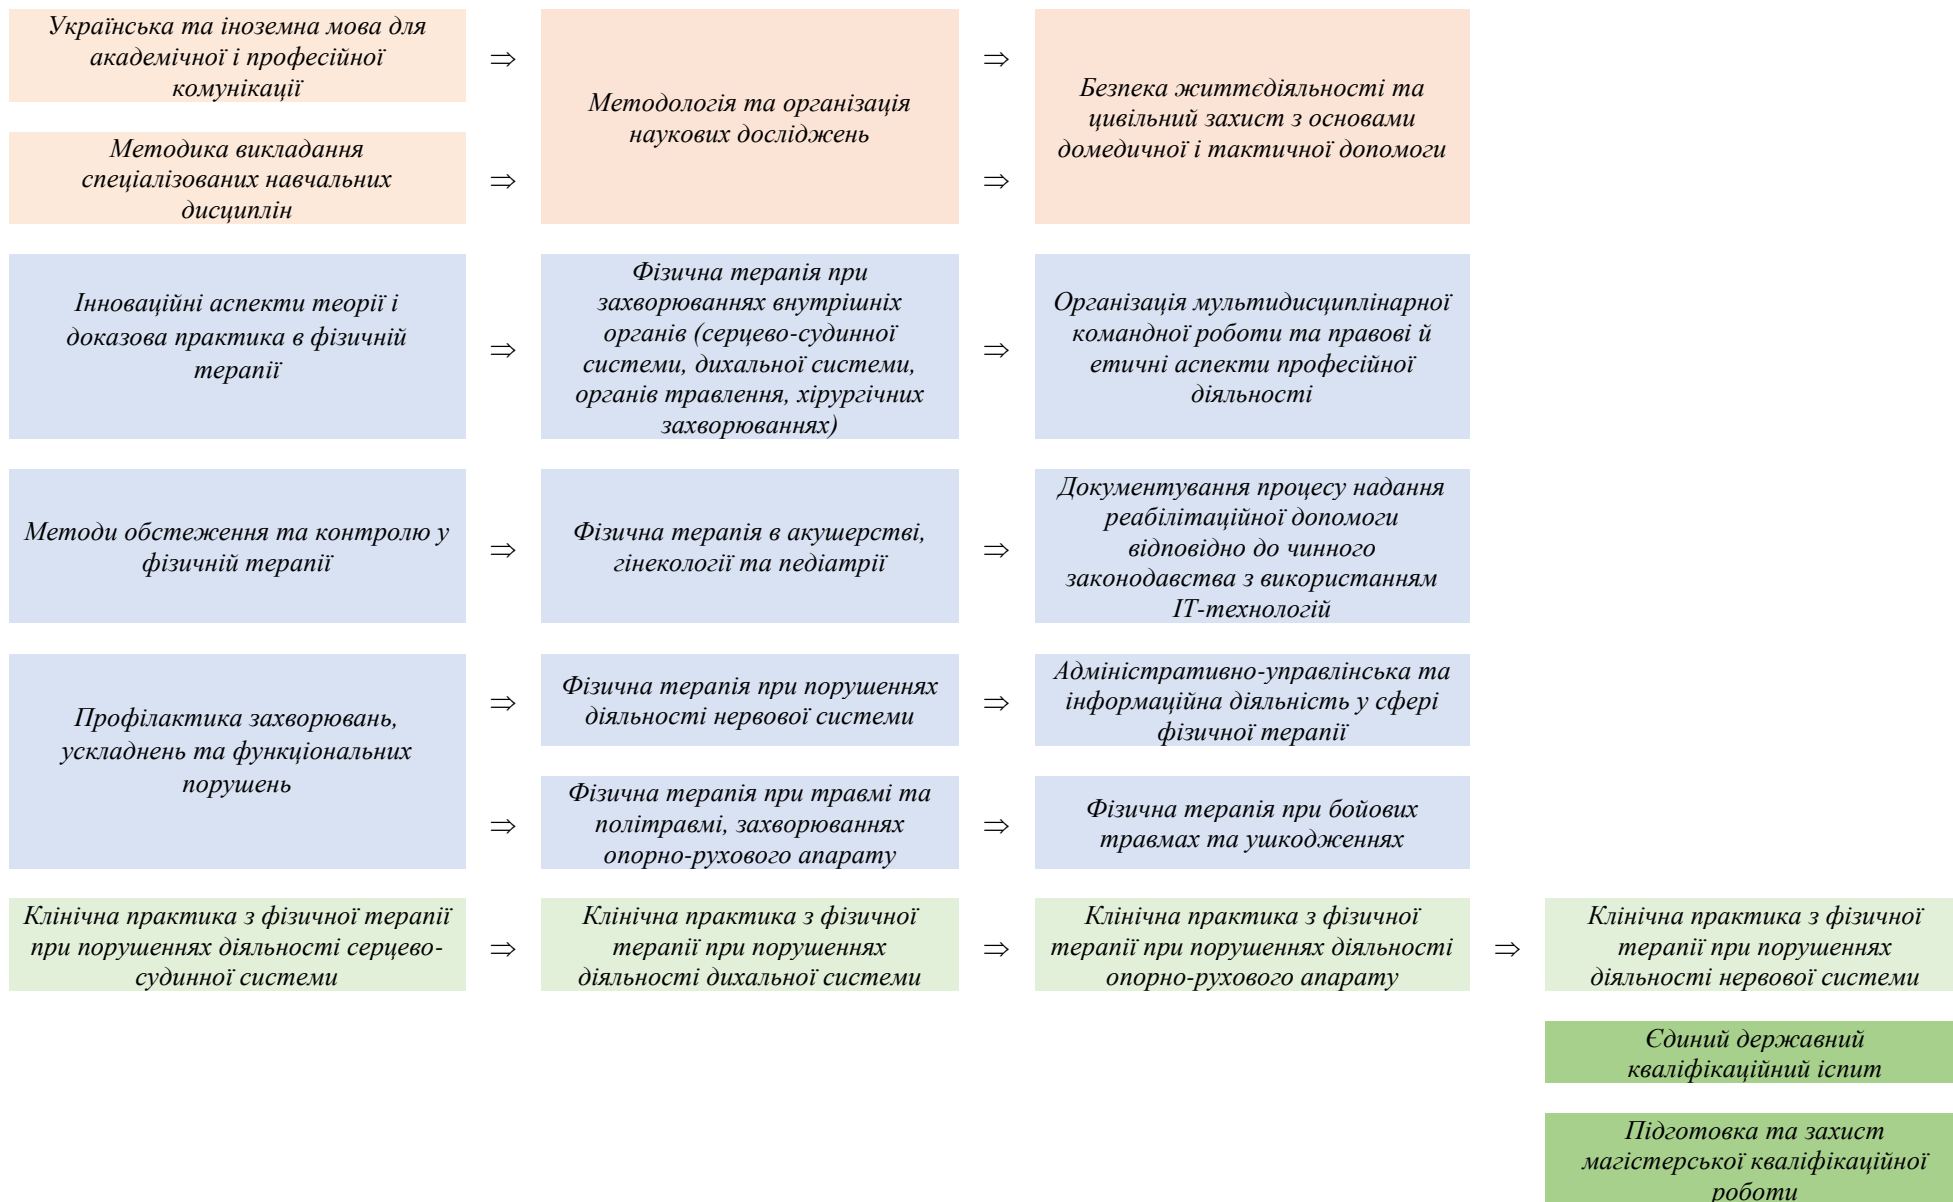 Українська та іноземна мова для
академічної і професійної
комунікації
⇒
Методологія та організація
наукових досліджень
⇒
Безпека життєдіяльності та
цивільний захист з основами
домедичної і тактичної допомоги
Методика викладання
спеціалізованих навчальних
дисциплін
⇒
⇒
Інноваційні аспекти теорії і
доказова практика в фізичній
терапії
⇒
Фізична терапія при
захворюваннях внутрішніх
органів (серцево-судинної
системи, дихальної системи,
органів травлення, хірургічних
захворюваннях)
⇒
Організація мультидисциплінарної
командної роботи та правові й
етичні аспекти професійної
діяльності
Методи обстеження та контролю у
фізичній терапії
⇒
Фізична терапія в акушерстві,
гінекології та педіатрії
⇒
Документування процесу надання
реабілітаційної допомоги
відповідно до чинного
законодавства з використанням
ІТ-технологій
Профілактика захворювань,
ускладнень та функціональних
порушень
⇒
Фізична терапія при порушеннях
діяльності нервової системи
⇒
Адміністративно-управлінська та
інформаційна діяльність у сфері
фізичної терапії
⇒
Фізична терапія при травмі та
політравмі, захворюваннях
опорно-рухового апарату
⇒
Фізична терапія при бойових
травмах та ушкодженнях
Клінічна практика з фізичної терапії
при порушеннях діяльності серцево-
судинної системи
⇒
Клінічна практика з фізичної
терапії при порушеннях
діяльності дихальної системи
⇒
Клінічна практика з фізичної
терапії при порушеннях діяльності
опорно-рухового апарату
⇒
Клінічна практика з фізичної
терапії при порушеннях
діяльності нервової системи
Єдиний державний
кваліфікаційний іспит
Підготовка та захист
магістерської кваліфікаційної
роботи